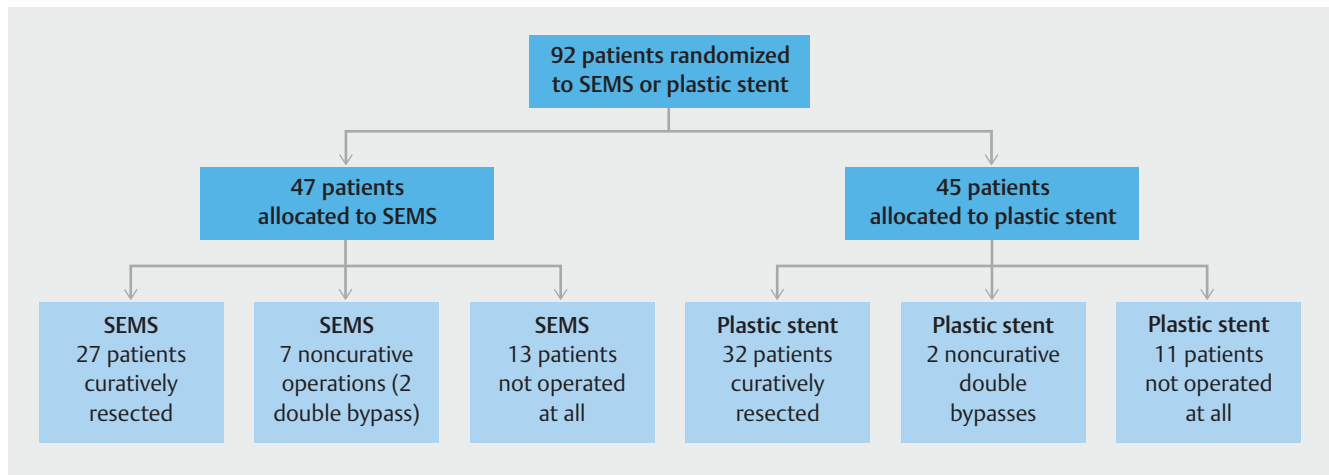 92 patients randomized
to SEMS or plastic stent
47 patients
allocated to SEMS
45 patients
allocated to plastic stent
SEMS
27 patients
curatively
resected
SEMS
7 noncurative
operations (2
double bypass)
SEMS
13 patients
not operated
at all
Plastic stent
32 patients
curatively
resected
Plastic stent
2 noncurative
double
bypasses
Plastic stent
11 patients
not operated
at all